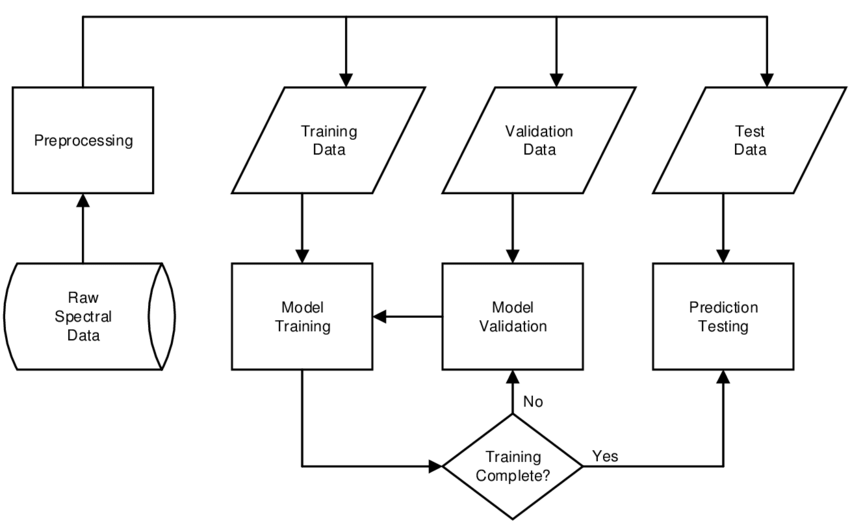 Preprocessing
Training
Data
Validation
Data
Test
Data
Raw
Spectral
Data
Model
Training
Model
Validation
Prediction
Testing
No
Training
Complete?
Yes